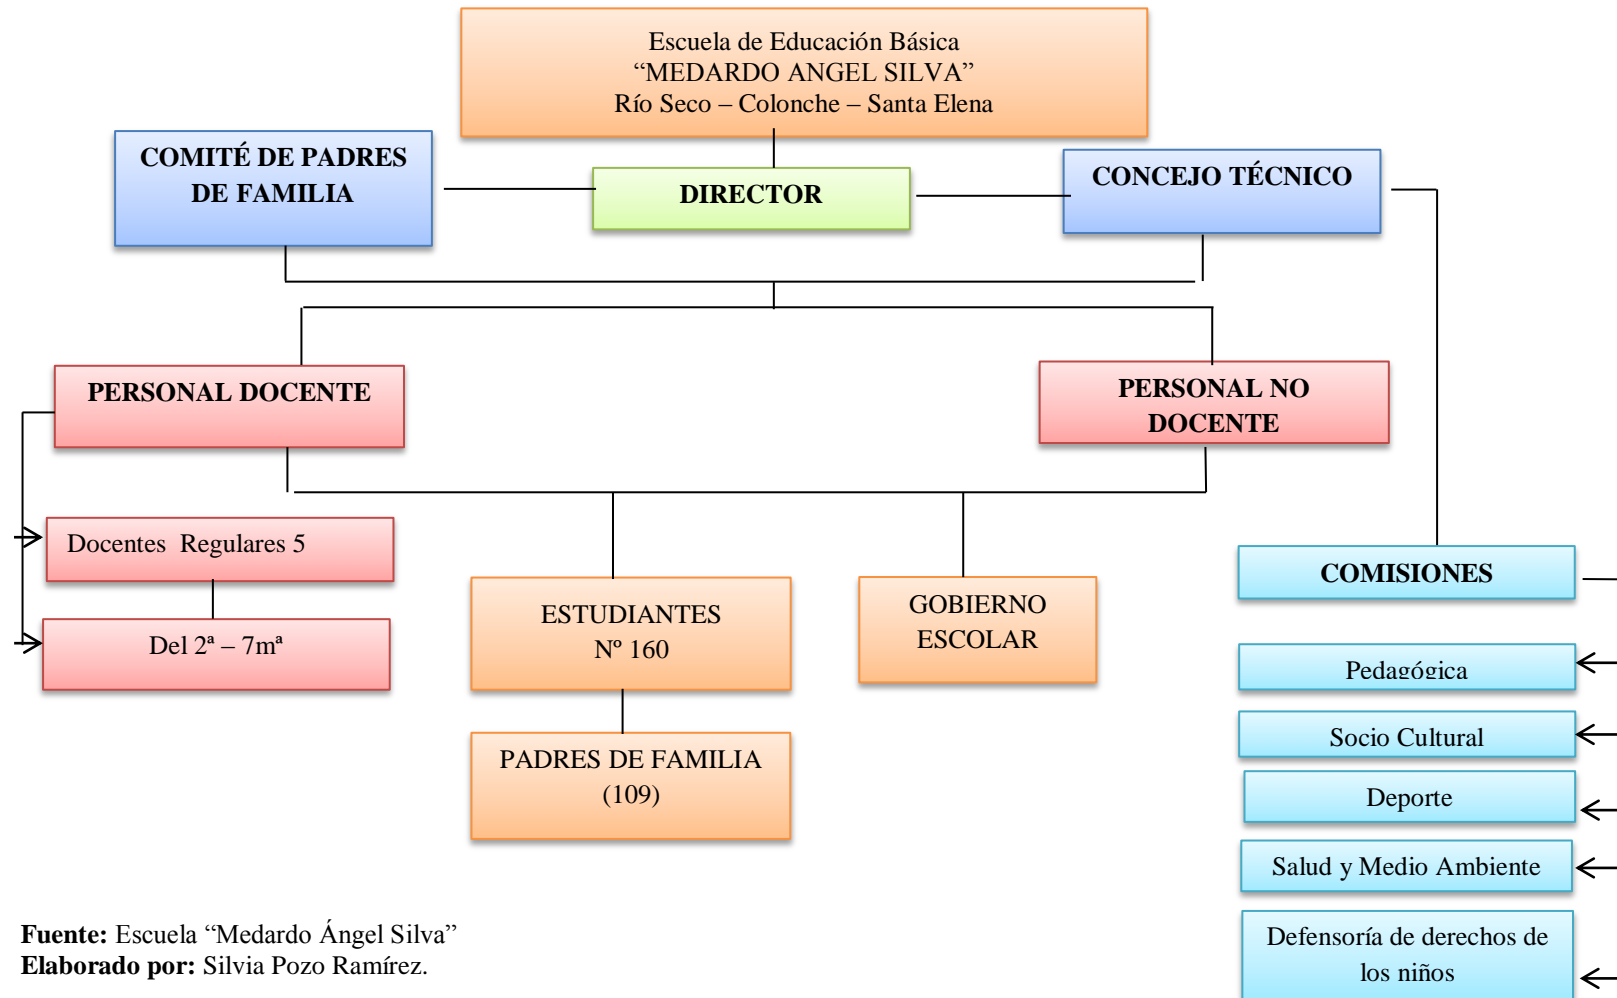 Escuela de Educación Básica
“MEDARDO ANGEL SILVA”
Río Seco – Colonche – Santa Elena
COMITÉ DE PADRES
DE FAMILIA
DIRECTOR
CONCEJO TÉCNICO
PERSONAL DOCENTE
PERSONAL NO
DOCENTE
Docentes  Regulares 5
Del 2ª – 7mª
ESTUDIANTES
Nº 160
GOBIERNO
ESCOLAR
PADRES DE FAMILIA
(109)
COMISIONES
Pedagógica
Socio Cultural
Deporte
Salud y Medio Ambiente
Defensoría de derechos de
los niños
Fuente: Escuela “Medardo Ángel Silva”
Elaborado por: Silvia Pozo Ramírez.